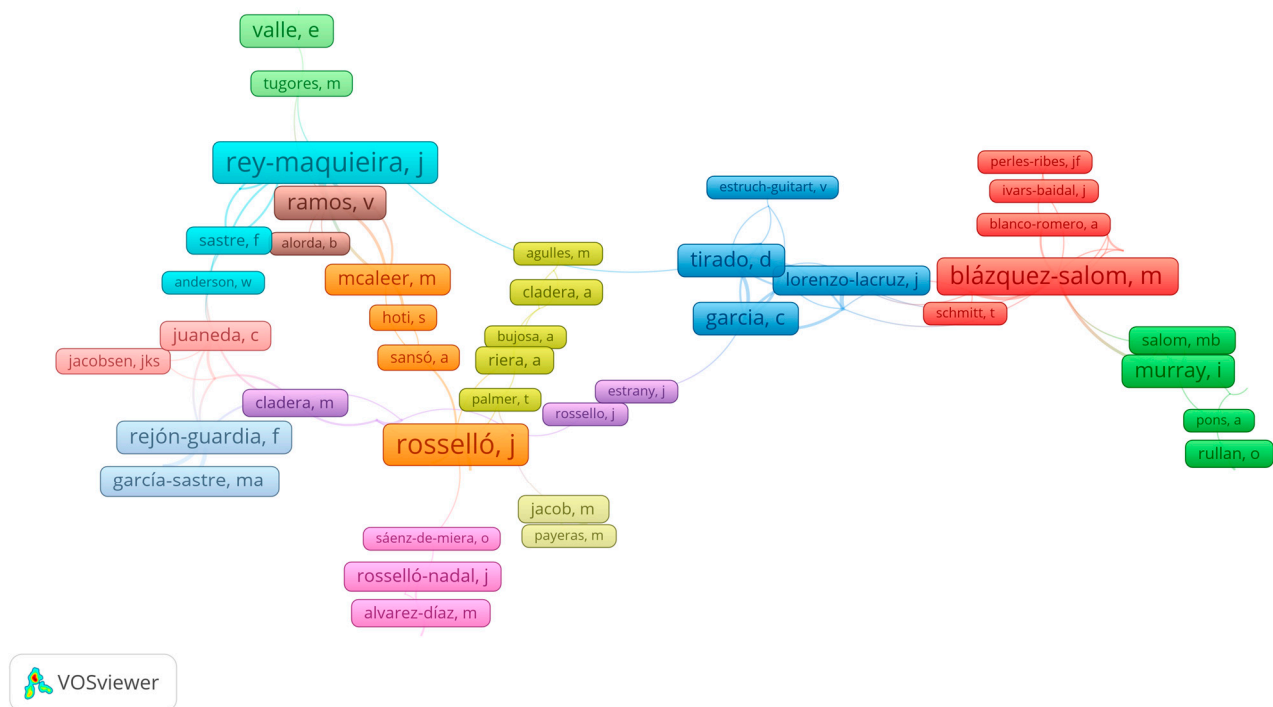 valle, e
tugores, m
rey-maquieira, j
ramos, v
sastre, f
alorda, b
anderson, w
mcaleer, m
hoti, s
sansó, a
juaneda, c
jacobsen, jks
cladera, m
rejón-guardia, f
garcía-sastre, ma
rosselló, j
agulles, m
cladera, a
bujosa, a
riera, a
palmer, t
estrany, j
rossello, j
jacob, m
payeras, m
sáenz-de-miera, o
rosselló-nadal, j
alvarez-díaz, m
estruch-guitart, v
tirado, d
lorenzo-lacruz, j
garcia, c
perles-ribes, jf
ivars-baidal, j
blanco-romero, a
blázquez-salom, m
schmitt, t
salom, mb
murray, i
pons, a
rullan, o
VOSviewer